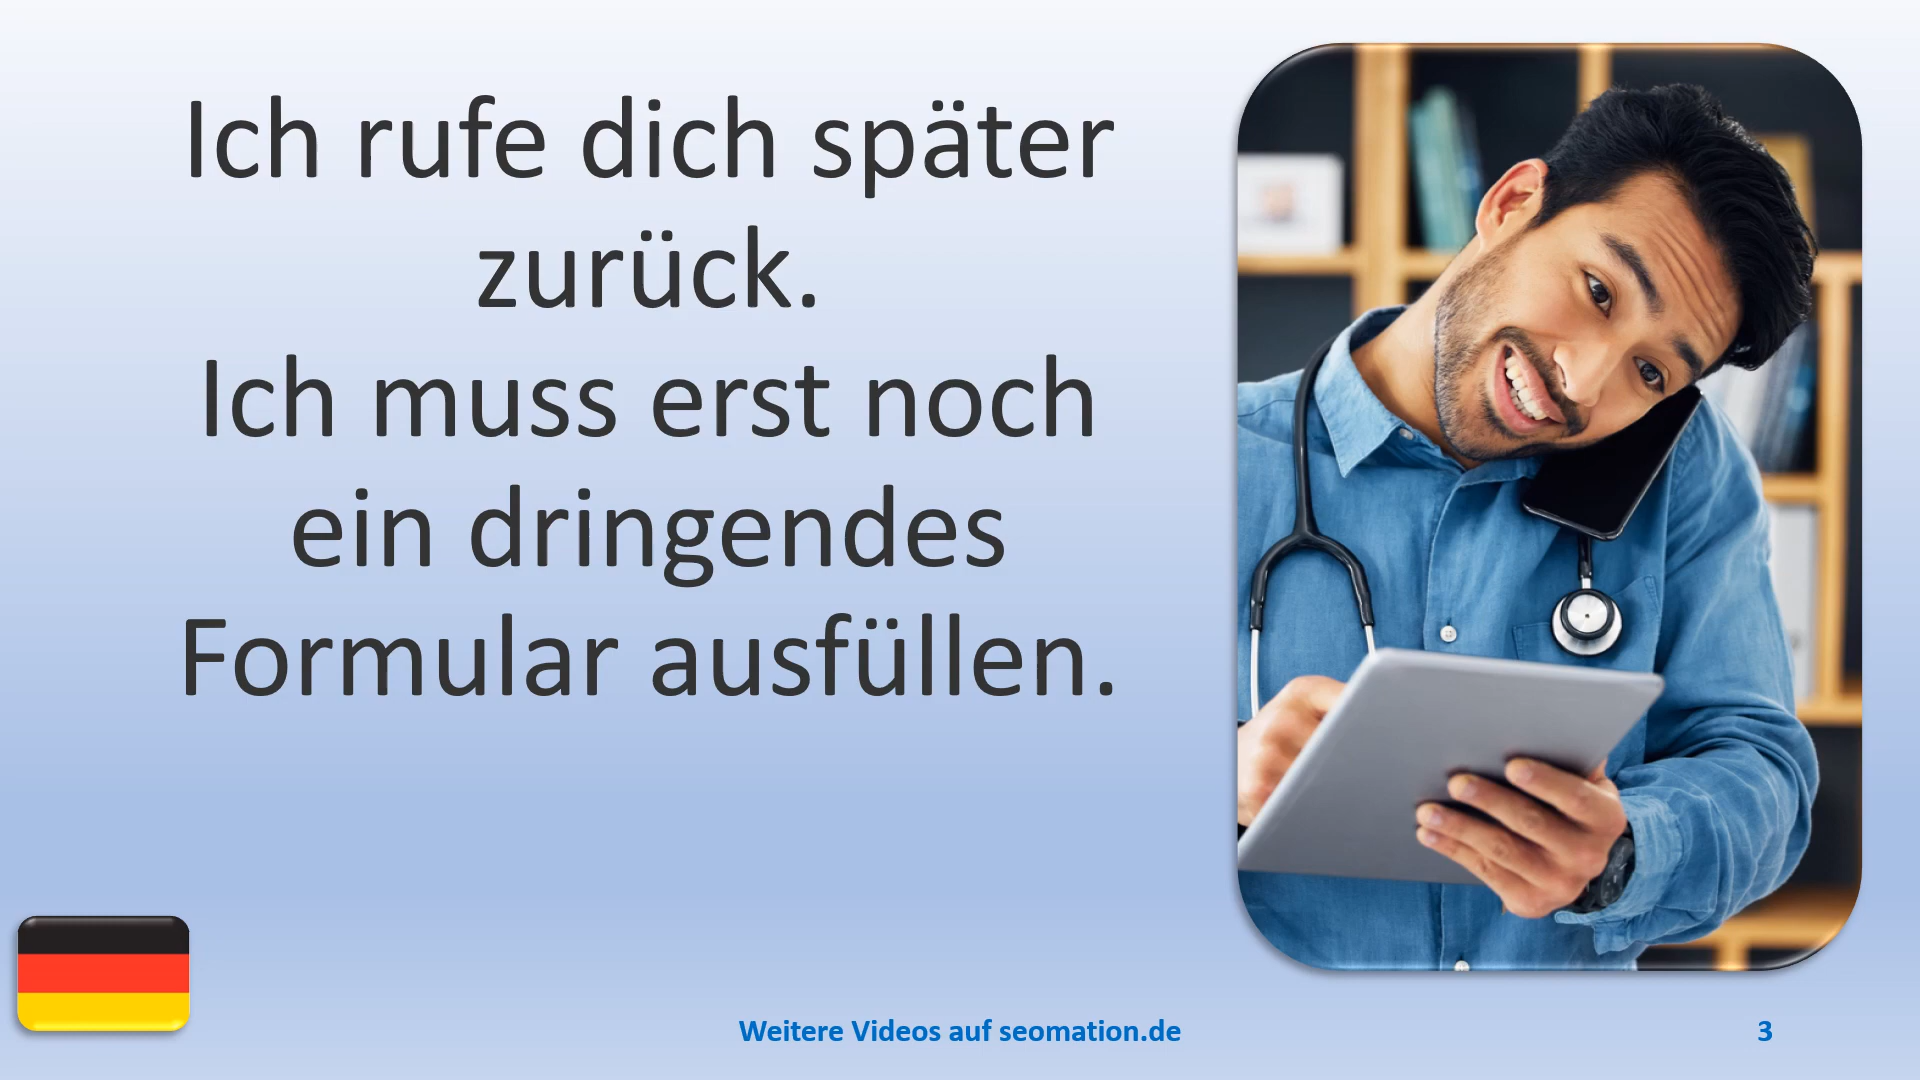 Ich rufe dich später
zurück.
Ich muss erst noch
ein dringendes
Formular ausfüllen.
Weitere Videos auf seomation.de
3